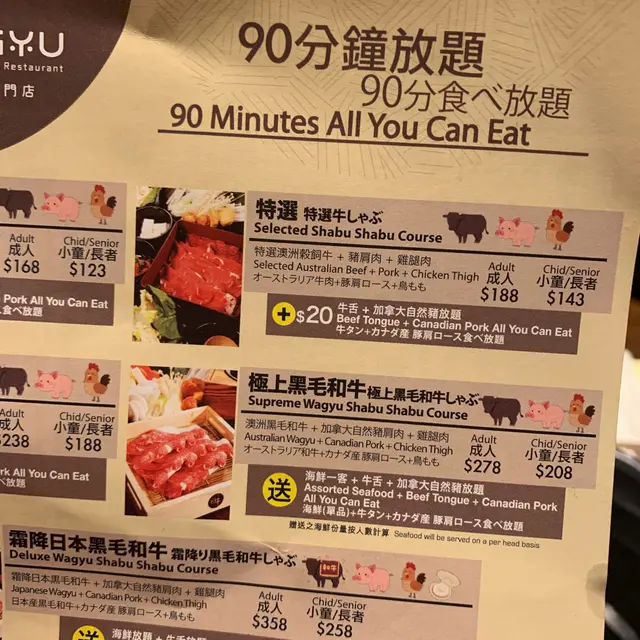 Restaurant
門店
90分鐘放題
90分食べ放題
90 Minutes All You Can Eat
Adult
成人
$168
Chid/Senior
小童/長者
$123
Pork All You Can Eat
食べ放題
特選 特選牛しゃぶ
Selected Shabu Shabu Course
特選澳洲穀飼牛 + 豬肩肉 + 雞腿肉
Selected Australian Beef + Pork + Chicken Thigh
オーストラリア牛肉+豚ロース+鳥もも
Adult
成人
$188
Chid/Senior
小童/長者
$143
+$20 牛舌 + 加拿大自然豬放題
Beef Tongue + Canadian Pork All You Can Eat
牛タン+カナダ産 豚肩ロース食べ放題
Adult
成人
$238
Chid/Senior
小童/長者
$188
All You Can Eat
食べ放題
極上黑毛和牛 極上黑毛和牛しゃぶ
Supreme Wagyu Shabu Shabu Course
澳洲黑毛和牛 + 加拿大自然豬肩肉 + 雞腿肉
Australian Wagyu + Canadian Pork + Chicken Thigh
オーストラリア和牛+カナダ産 豚肩ロース+鳥もも
Adult
成人
$278
Chid/Senior
小童/長者
$208
送 海鮮一客 + 牛舌 + 加拿大自然豬放題
Assorted Seafood + Beef Tongue + Canadian Pork
All You Can Eat
海鮮(單品)+牛タン+カナダ産 豚肩ロース食べ放題
贈送之海鮮份量按人數計算 Seafood will be served on a per head basis
霜降日本黑毛和牛 霜降り黑毛和牛しゃぶ
Deluxe Wagyu Shabu Shabu Course
和牛
霜降日本黑毛和牛 + 加拿大自然豬肩肉 + 雞腿肉
Japanese Wagyu + Canadian Pork + Chicken Thigh
日本産黑毛和牛+カナダ産 豚肩ロース+鳥もも
Adult
成人
$358
Chid/Senior
小童/長者
$258
送 海鮮放題 + 牛舌放題